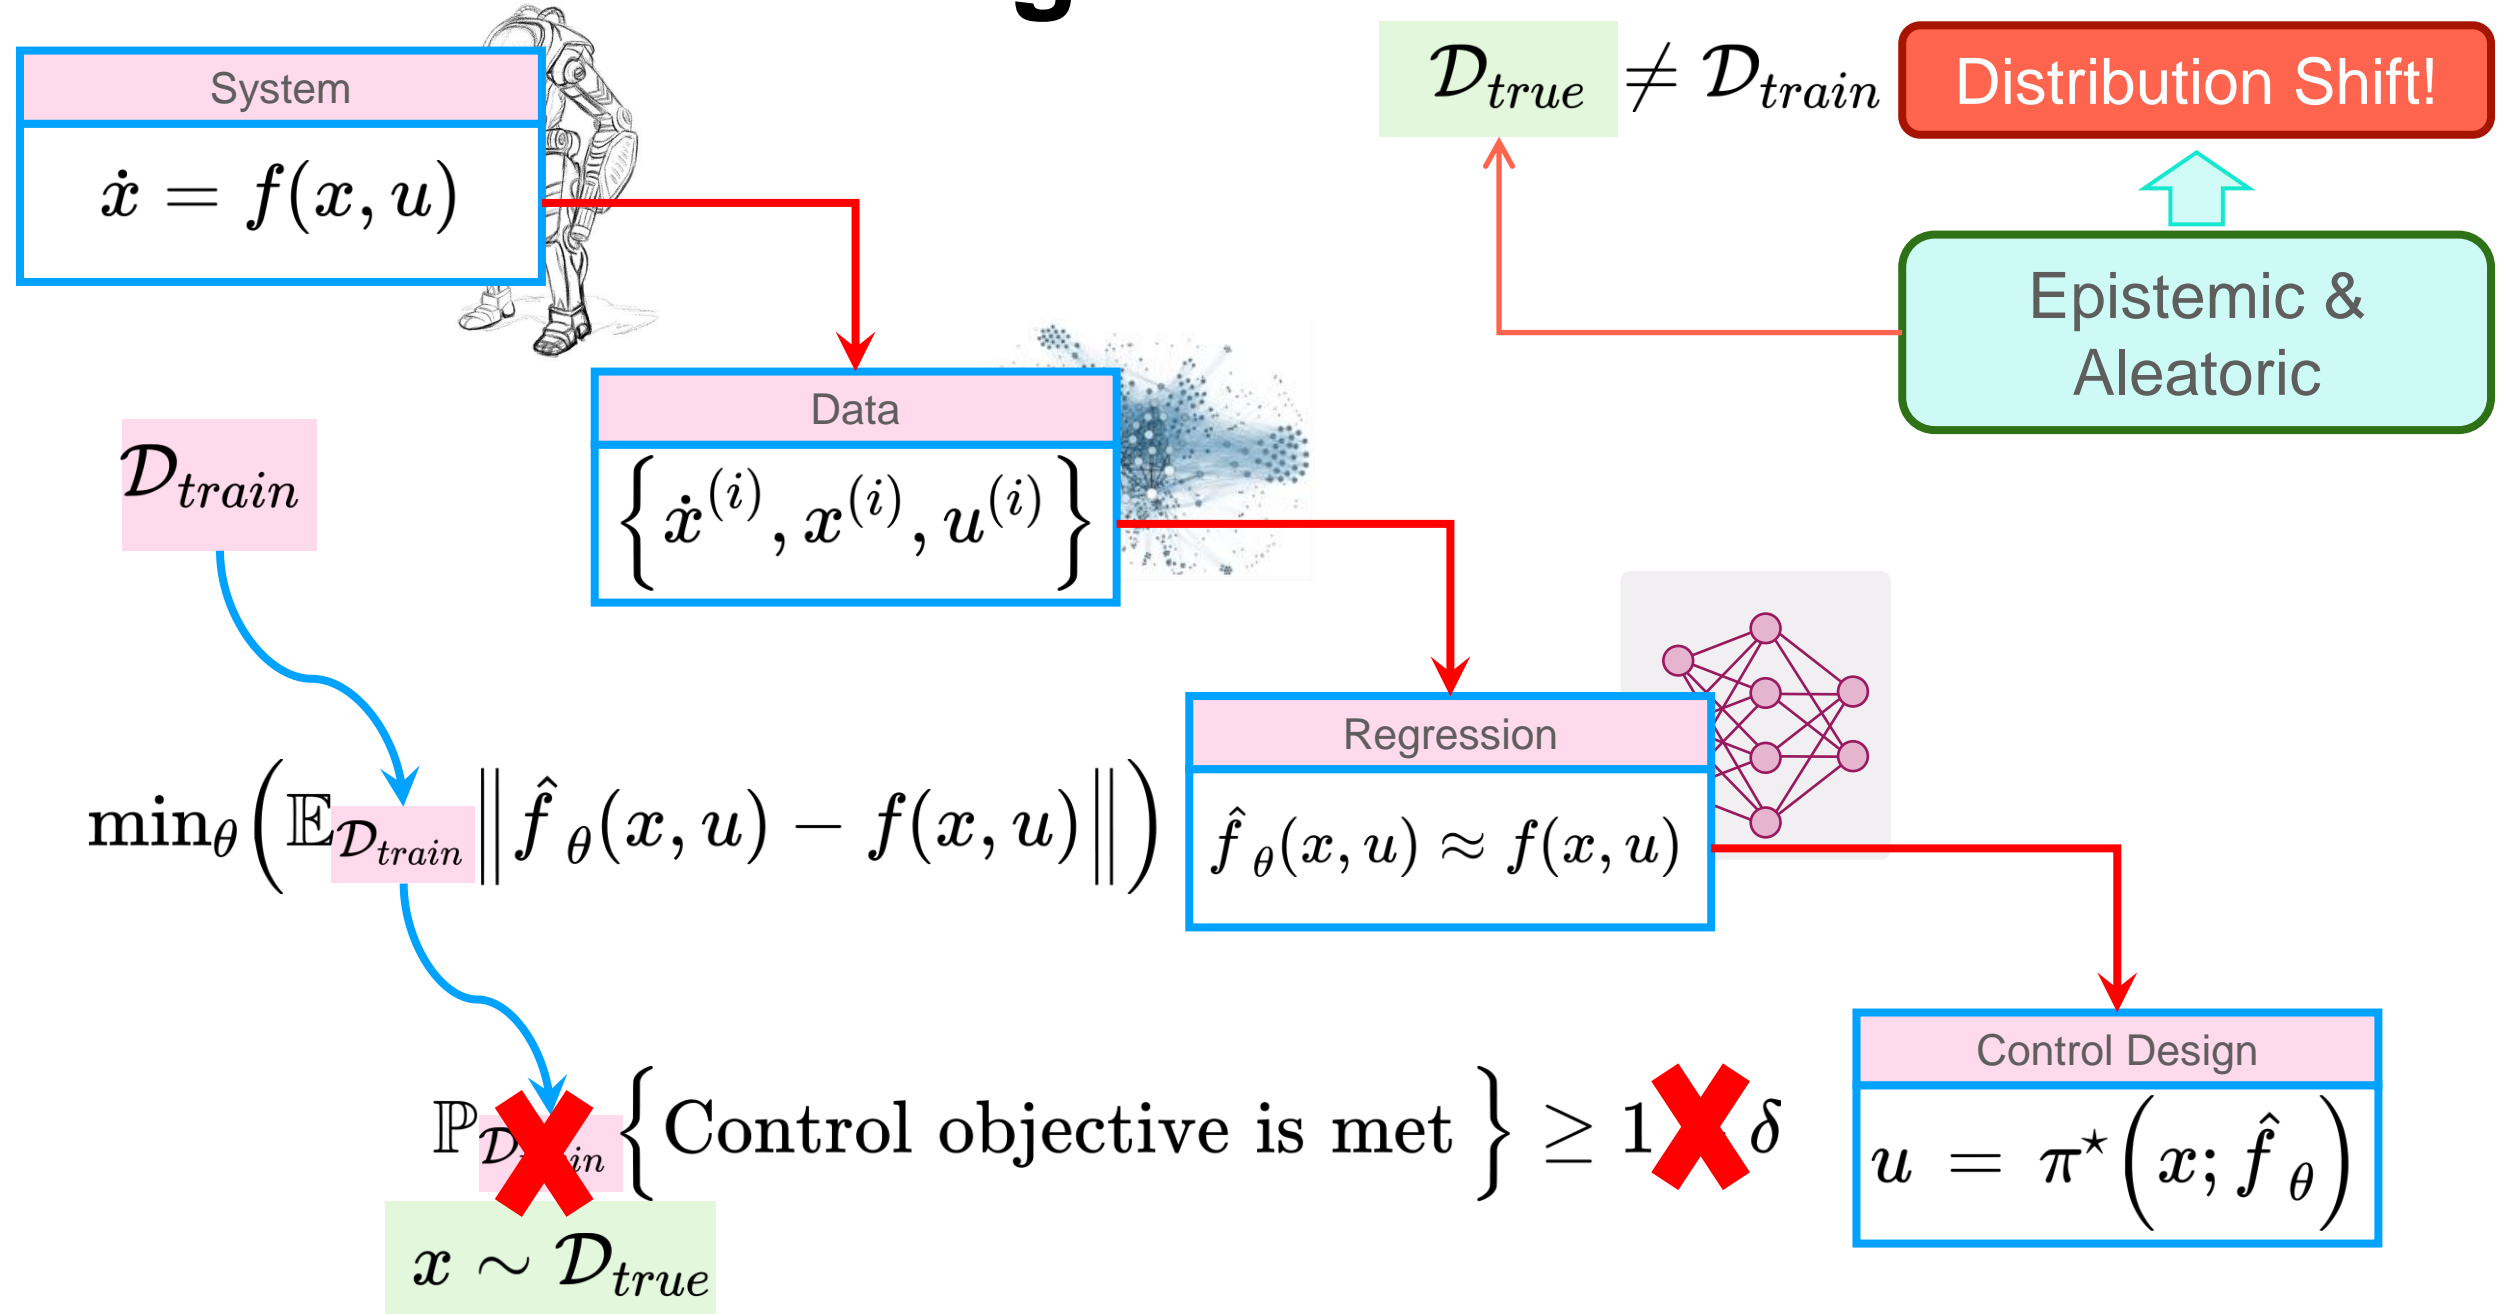 System
ẋ = f(x, u)
𝒟_true ≠ 𝒟_train
Distribution Shift!
Epistemic &
Aleatoric
Data
{ẋ^(i), x^(i), u^(i)}
𝒟_train
Regression
f̂_θ(x, u) ≈ f(x, u)
min_θ(𝔼_𝒟_train ‖f̂_θ(x, u) − f(x, u)‖)
Control Design
u = π*(x; f̂_θ)
ℙ_𝒟_train {Control objective is met} ≥ 1 δ
x ∼ 𝒟_true